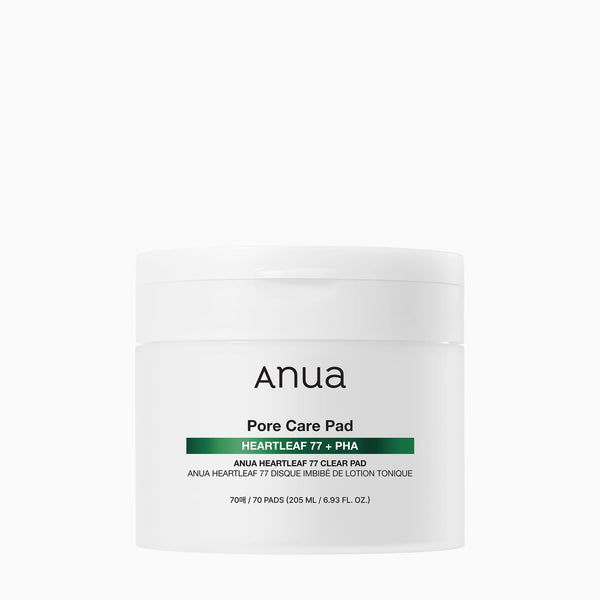 Anua
Pore Care Pad
HEARTLEAF 77 + PHA
ANUA HEARTLEAF 77 CLEAR PAD
ANUA HEARTLEAF 77 DISQUE IMBIBÉ DE LOTION TONIQUE
70매 / 70 PADS (205 ML / 6.93 FL. OZ.)